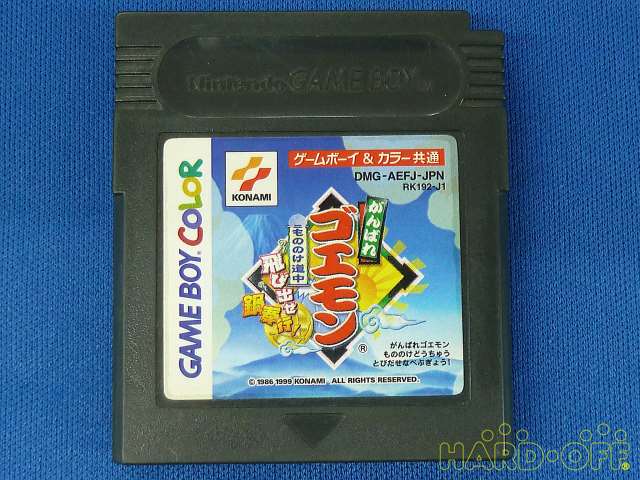 Nintendo GAME BOY TM
GAME BOY COLOR
KONAMI
ゲームボーイ & カラー共通
DMG-AEFJ-JPN
RK192-J1
がんばれ
ゴエモン
もののけ道中
飛び出せ
鍋奉行!
®
がんばれゴエモン
もののけどうちゅう
とびだせなべぶぎょう!
© 1986,1999 KONAMI ALL RIGHTS RESERVED.
HARD·OFF